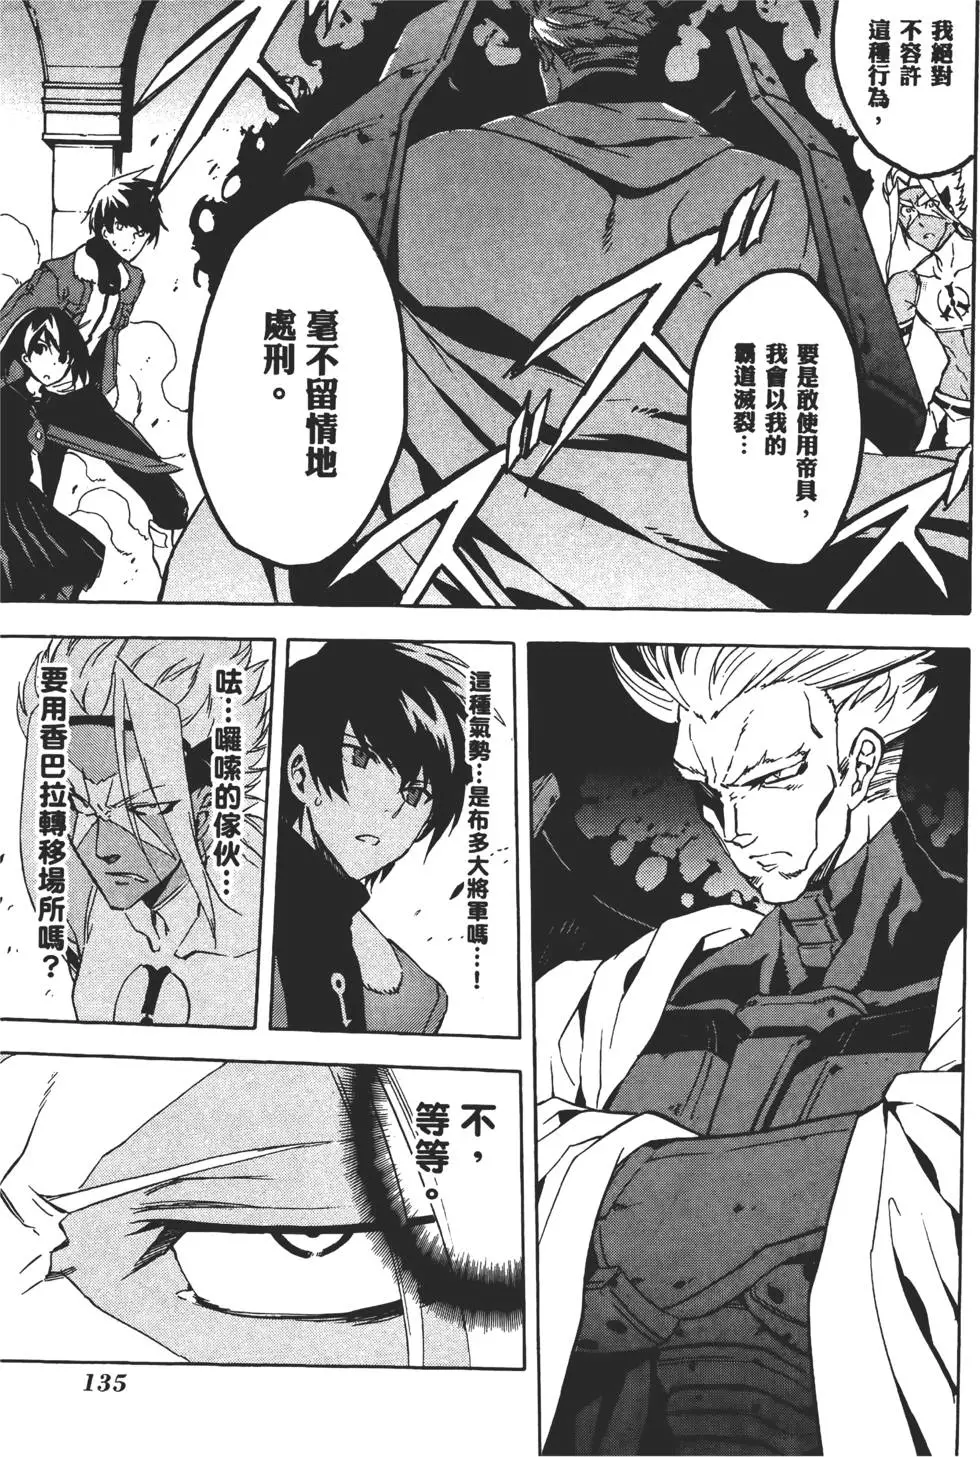 我絕對
不容許
這種行為，
要是敢使用帝具，
我會以我的
霸道滅裂…
毫不留情地
處刑。
這種氣勢…是布多大將軍嗎…！
呿…囉嗦的傢伙…
要用香巴拉轉移場所嗎？
不，
等等。
135